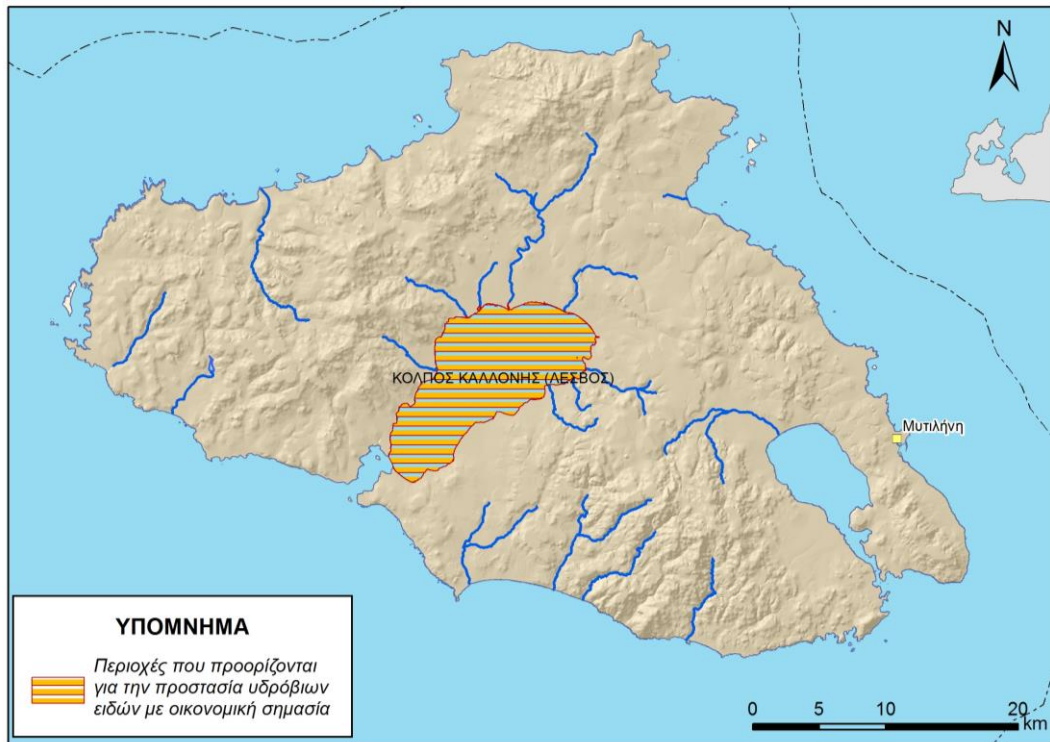 N
ΚΟΛΠΟΣ ΚΑΛΛΟΝΗΣ (ΛΕΣΒΟΣ)
Μυτιλήνη
ΥΠΟΜΝΗΜΑ
Περιοχές που προορίζονται
για την προστασία υδρόβιων
ειδών με οικονομική σημασία
0 5 10 20
km